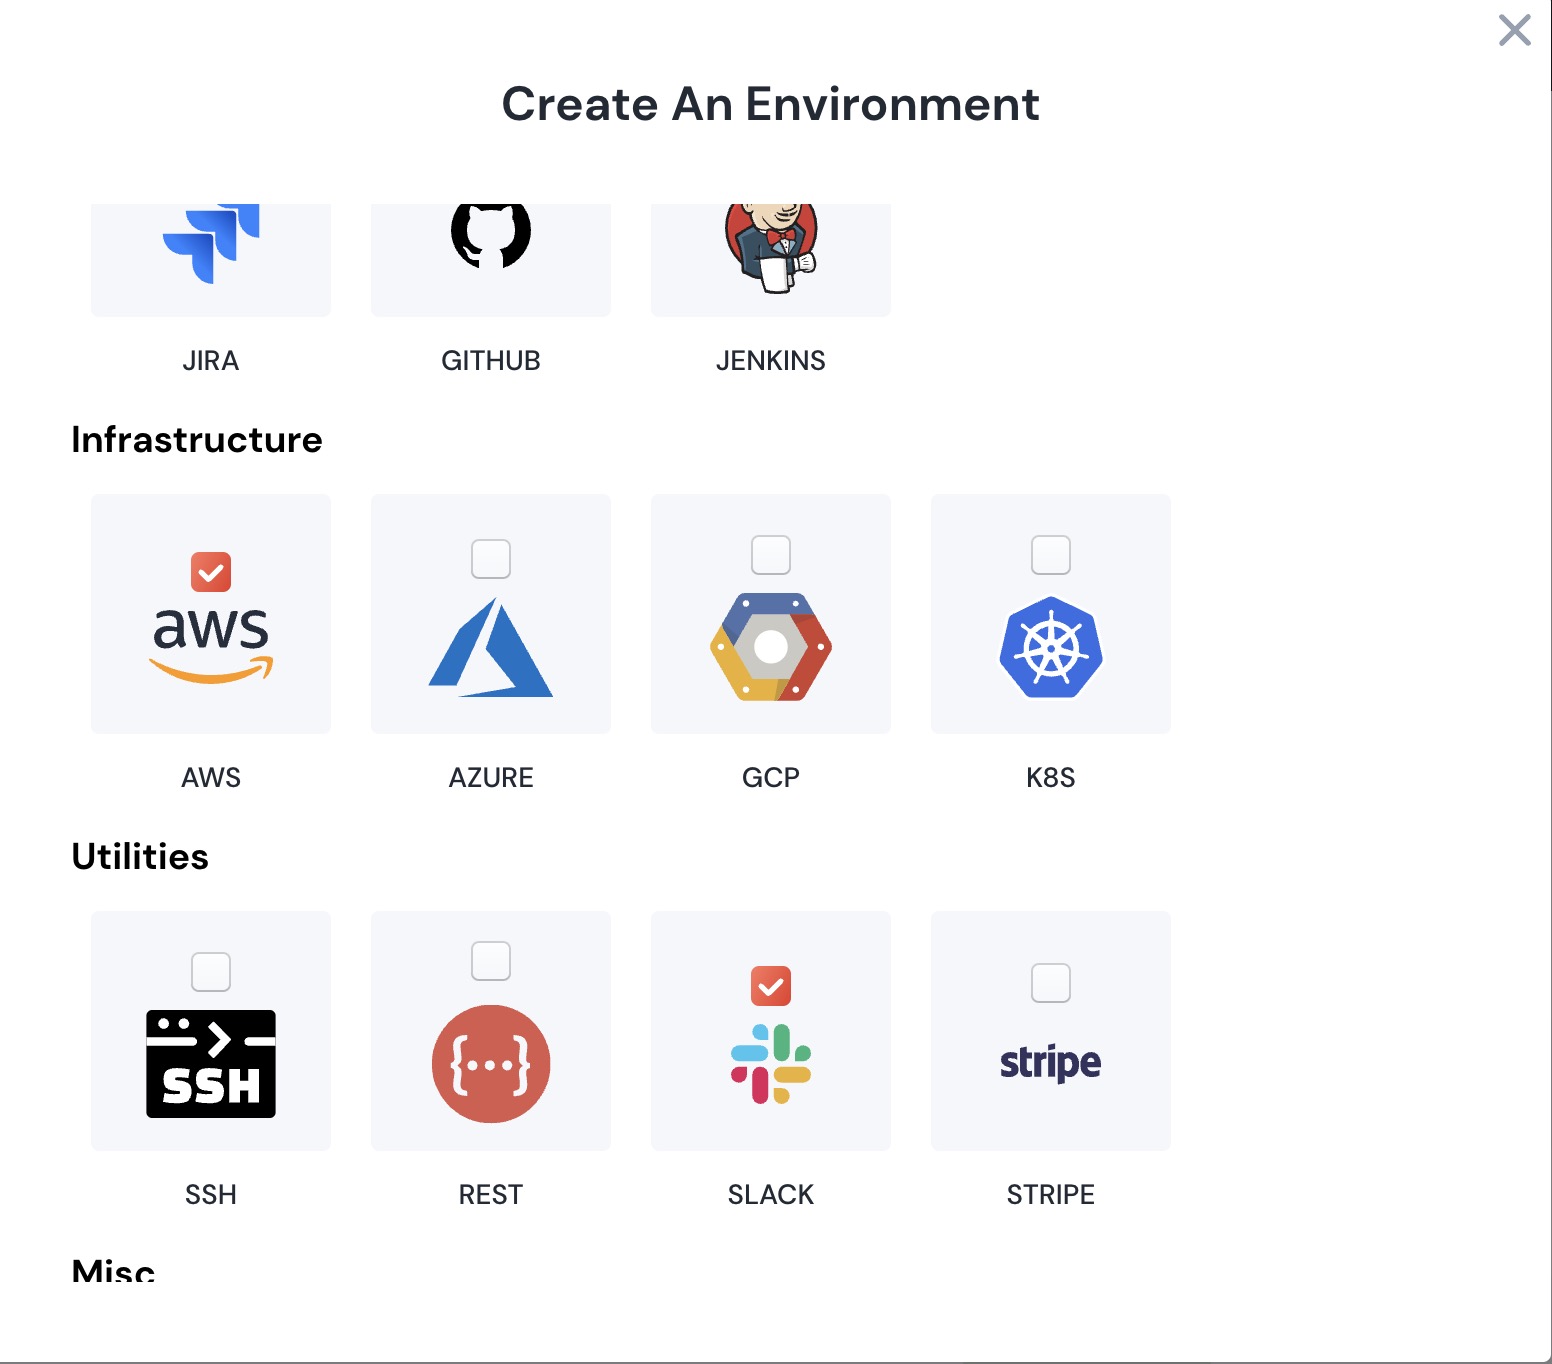 Create An Environment
JIRA GITHUB JENKINS
Infrastructure
aws
AWS AZURE GCP K8S
Utilities
SSH stripe
SSH REST SLACK STRIPE
Misc